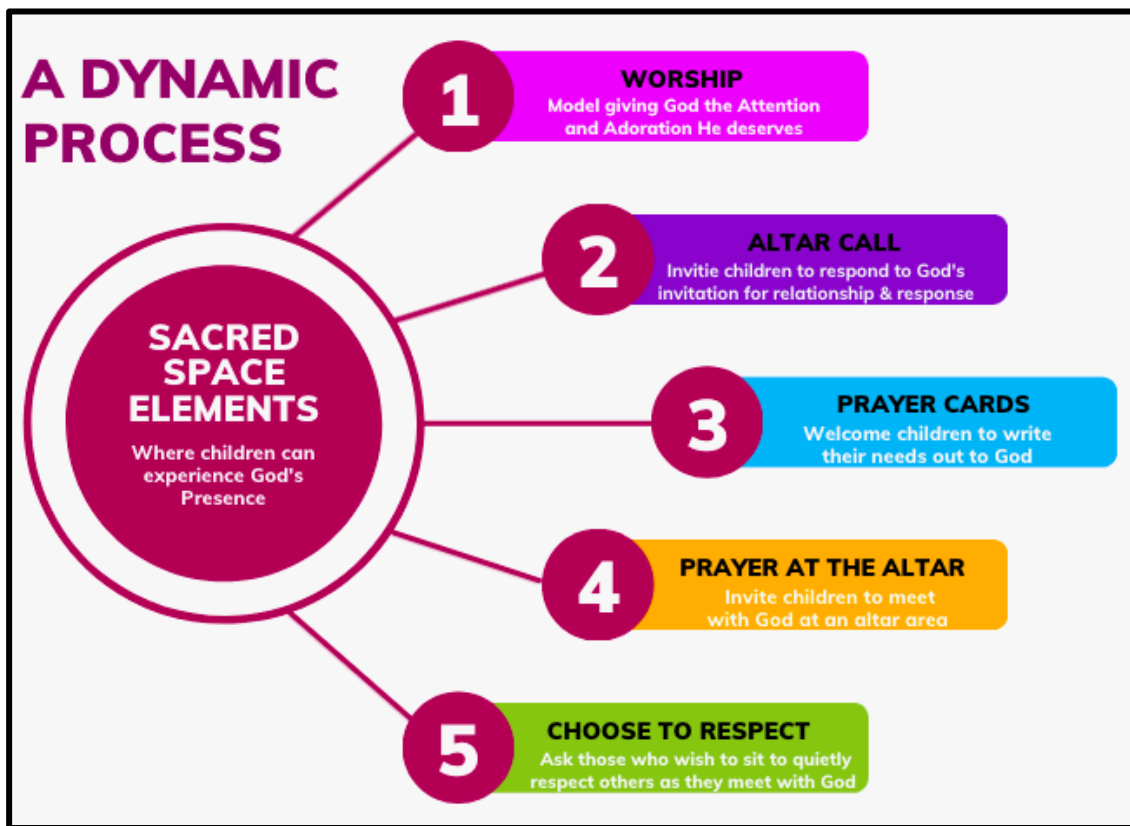 A DYNAMIC
PROCESS
1
WORSHIP
Model giving God the Attention
and Adoration He deserves
2
ALTAR CALL
Invitie children to respond to God's
invitation for relationship & response
SACRED
SPACE
ELEMENTS
Where children can
experience God's
Presence
3
PRAYER CARDS
Welcome children to write
their needs out to God
4
PRAYER AT THE ALTAR
Invite children to meet
with God at an altar area
5
CHOOSE TO RESPECT
Ask those who wish to sit to quietly
respect others as they meet with God